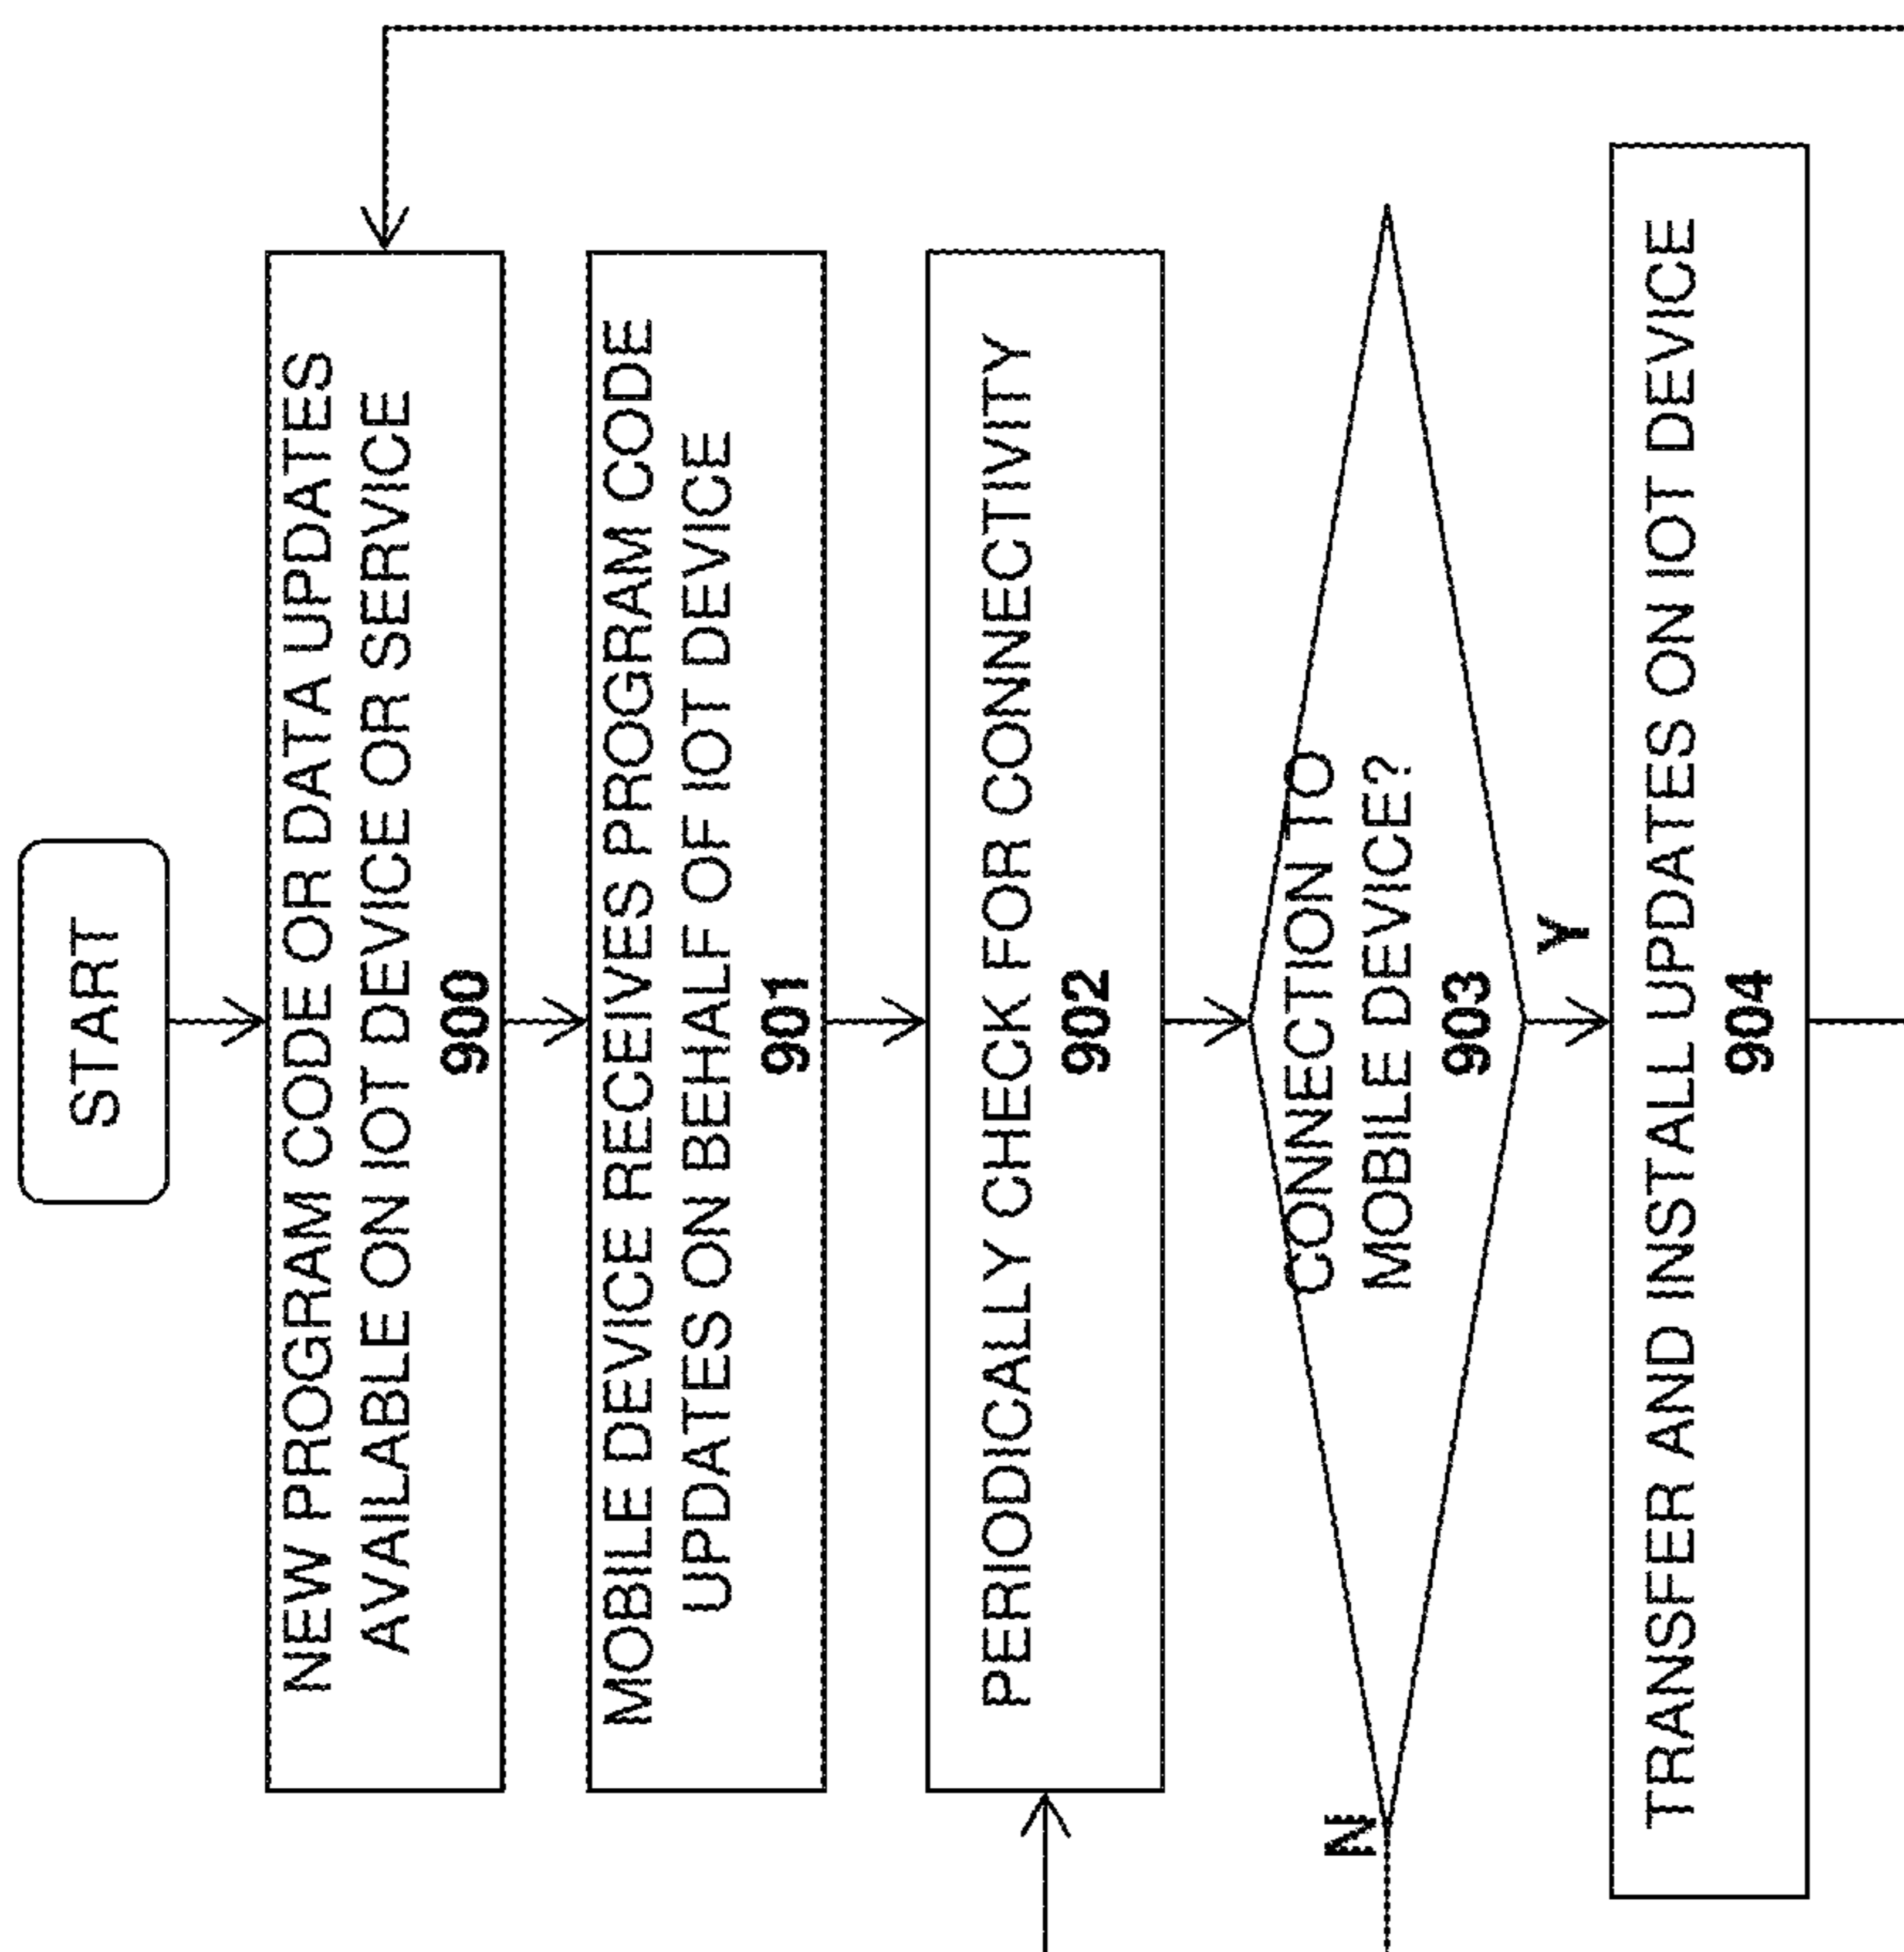 START
NEW PROGRAM CODE OR DATA UPDATES
AVAILABLE ON IOT DEVICE OR SERVICE
900
MOBILE DEVICE RECEIVES PROGRAM CODE
UPDATES ON BEHALF OF IOT DEVICE
901
PERIODICALLY CHECK FOR CONNECTIVITY
902
CONNECTION TO
MOBILE DEVICE?
903
N
Y
TRANSFER AND INSTALL UPDATES ON IOT DEVICE
904